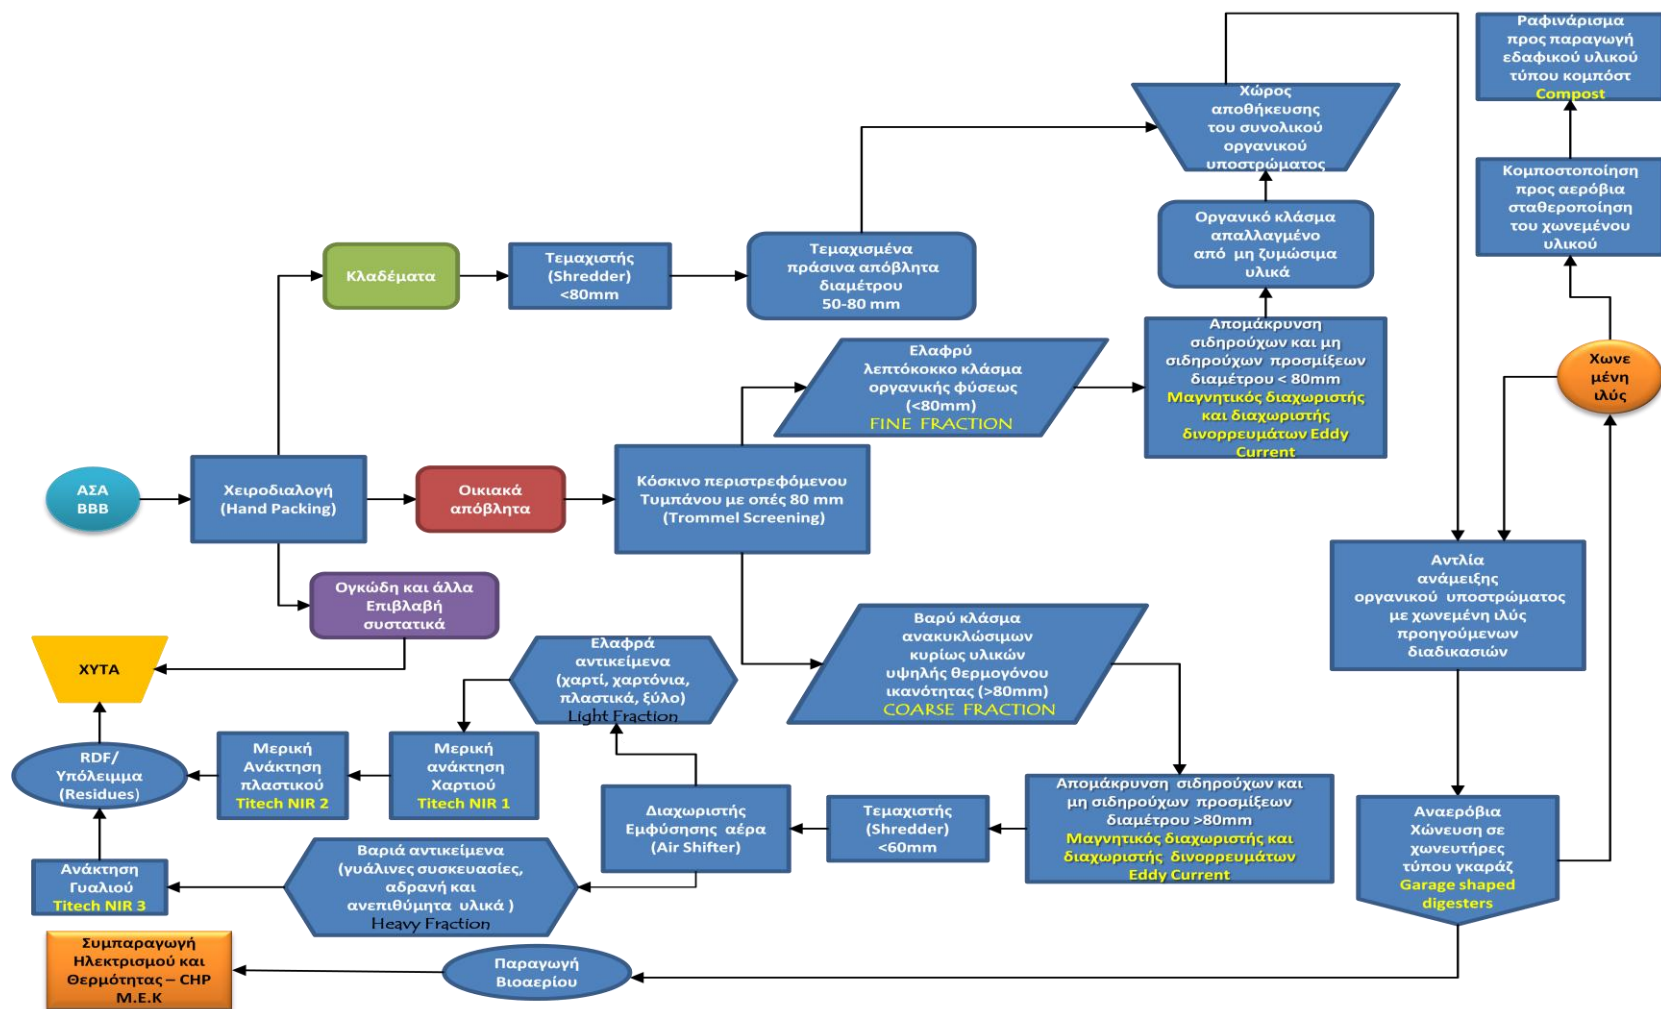 Ραφινάρισμα
προς παραγωγή
εδαφικού υλικού
τύπου κομπόστ
Compost
Χώρος
αποθήκευσης
του συνολικού
οργανικού
υποστρώματος
Κομποστοποίηση
προς αερόβια
σταθεροποίηση
του χωνεμένου
υλικού
Οργανικό κλάσμα
απαλλαγμένο
από μη ζυμώσιμα
υλικά
Κλαδέματα
Τεμαχιστής
(Shredder)
<80mm
Τεμαχισμένα
πράσινα απόβλητα
διαμέτρου
50-80 mm
Ελαφρύ
λεπτόκοκκο κλάσμα
οργανικής φύσεως
(<80mm)
FINE FRACTION
Απομάκρυνση
σιδηρούχων και μη
σιδηρούχων προσμίξεων
διαμέτρου < 80mm
Μαγνητικός διαχωριστής
και διαχωριστής
δινορρευμάτων Eddy
Current
Χωνε
μένη
ιλύς
ΑΣΑ
ΒΒΒ
Χειροδιαλογή
(Hand Packing)
Οικιακά
απόβλητα
Κόσκινο περιστρεφόμενου
Τυμπάνου με οπές 80 mm
(Trommel Screening)
Αντλία
ανάμειξης
οργανικού υποστρώματος
με χωνεμένη ιλύς
προηγούμενων
διαδικασιών
Ογκώδη και άλλα
Επιβλαβή
συστατικά
ΧΥΤΑ
Ελαφρά
αντικείμενα
(χαρτί, χαρτόνια,
πλαστικά, ξύλο)
Light Fraction
Βαρύ κλάσμα
ανακυκλώσιμων
κυρίως υλικών
υψηλής θερμογόνου
ικανότητας (>80mm)
COARSE FRACTION
RDF/
Υπόλειμμα
(Residues)
Μερική
Ανάκτηση
πλαστικού
Titech NIR 2
Μερική
ανάκτηση
Χαρτιού
Titech NIR 1
Διαχωριστής
Εμφύσησης αέρα
(Air Shifter)
Τεμαχιστής
(Shredder)
<60mm
Απομάκρυνση σιδηρούχων και
μη σιδηρούχων προσμίξεων
διαμέτρου >80mm
Μαγνητικός διαχωριστής και
διαχωριστής δινορρευμάτων
Eddy Current
Αναερόβια
Χώνευση σε
χωνευτήρες
τύπου γκαράζ
Garage shaped
digesters
Ανάκτηση
Γυαλιού
Titech NIR 3
Βαριά αντικείμενα
(γυάλινες συσκευασίες,
αδρανή και
ανεπιθύμητα υλικά )
Heavy Fraction
Συμπαραγωγή
Ηλεκτρισμού και
Θερμότητας – CHP
Μ.Ε.Κ
Παραγωγή
Βιοαερίου